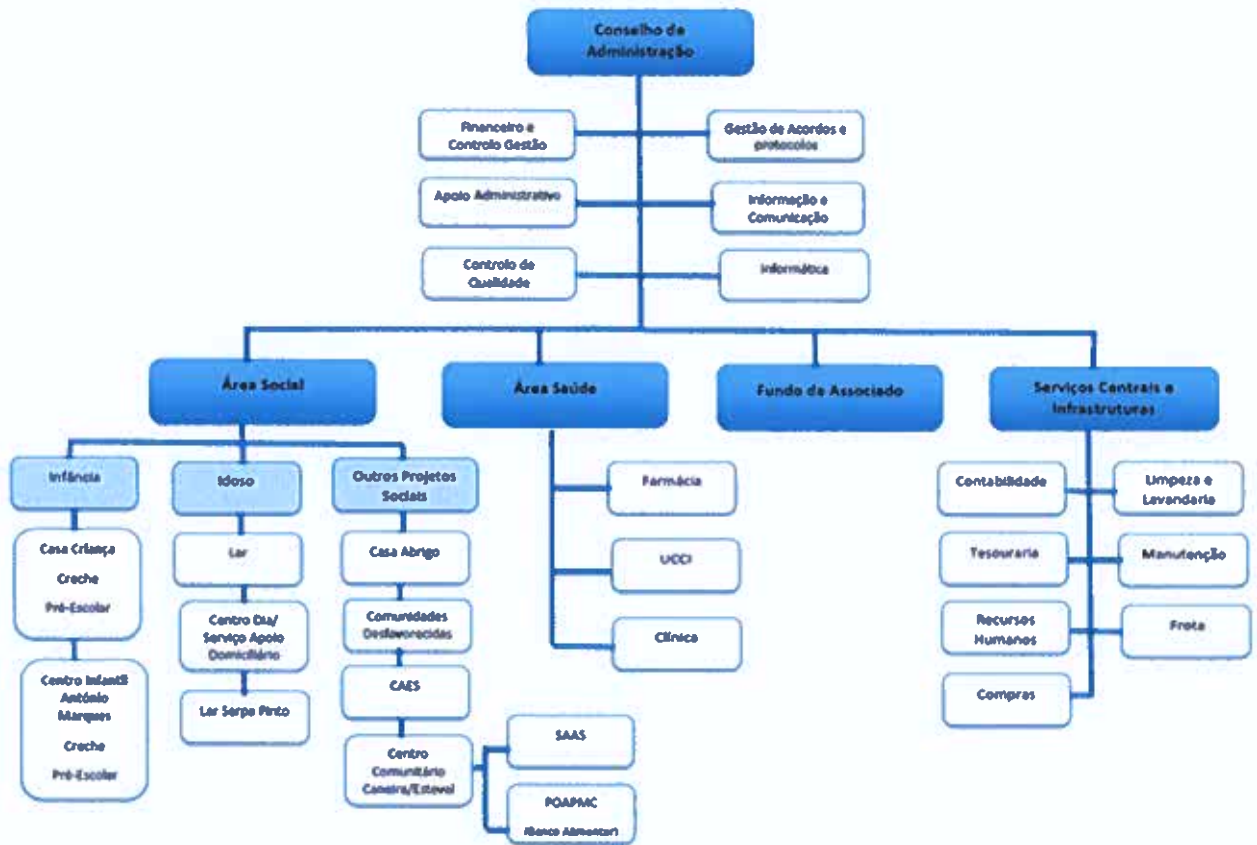 Conselho de
Administração
Financeiro e
Controlo Gestão
Gestão de Acordos e
protocolos
Apoio Administrativo
Informação e
Comunicação
Controlo de
Qualidade
Informática
Área Social
Área Saúde
Fundo de Associado
Serviços Centrais e
Infrastruturas
Infância
Idoso
Outros Projetos
Sociais
Casa Criança
Creche
Pré-Escolar
Centro Infantil
António
Marques
Creche
Pré-Escolar
Lar
Centro Dia/
Serviço Apoio
Domiciliário
Lar Serpa Pinto
Casa Abrigo
Comunidades
Desfavorecidas
CAES
Centro
Comunitário
SAAS
POAPMC
Farmácia
UCCI
Clínica
Contabilidade
Limpeza e
Lavandaria
Tesouraria
Manutenção
Recursos
Humanos
Frota
Compras